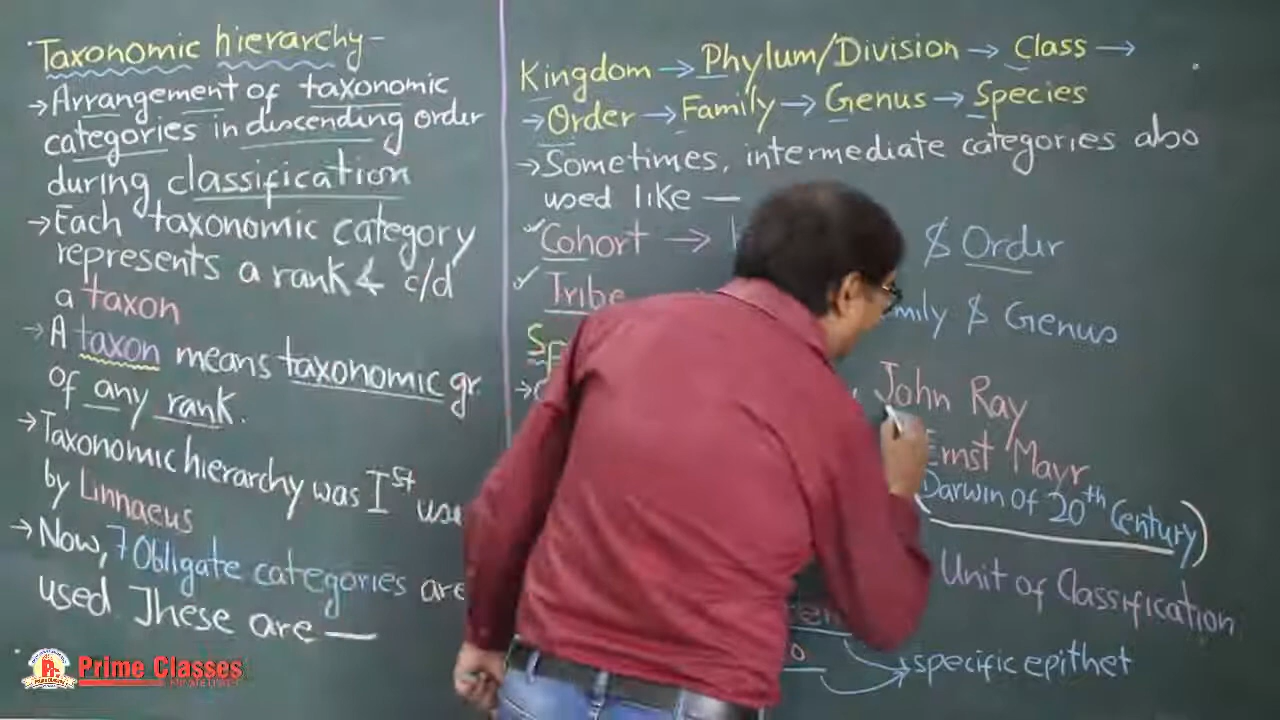 Taxonomic hierarchy-
→Arrangement of taxonomic
categories in discending order
during classification
→Each taxonomic category
represents a rank & c/d
a taxon
→A taxon means taxonomic gr.
of any rank.
→Taxonomic hierarchy was Ist
by Linnaeus
→Now, 7 Obligate categories are
used These are —
Kingdom → Phylum/Division → Class →
→Order → Family → Genus → Species
→Sometimes, intermediate categories also
used like —
✓Cohort → $ Order
✓Tribe $ Genus
John Ray
Ernst Mayr
(Darwin of 20th Century)
Unit of Classification
→specific epithet
Prime Classes